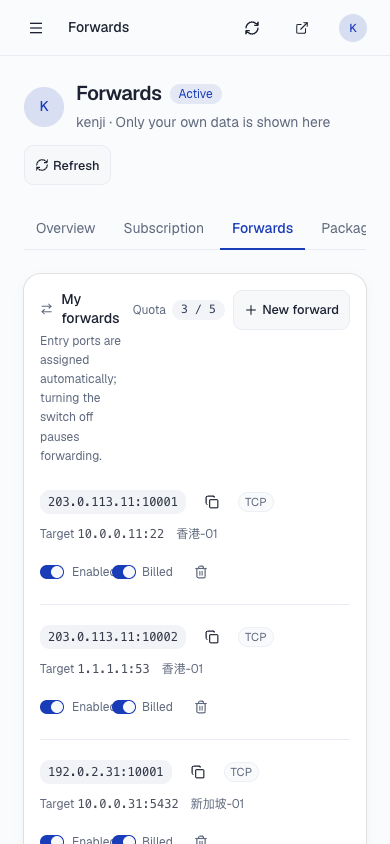 Forwards
K
K
Forwards Active
kenji · Only your own data is shown here
Refresh
Overview Subscription Forwards Packag
My forwards
Quota 3 / 5
New forward
Entry ports are
assigned
automatically;
turning the
switch off
pauses
forwarding.
203.0.113.11:10001 TCP
Target 10.0.0.11:22 香港-01
Enabled Billed
203.0.113.11:10002 TCP
Target 1.1.1.1:53 香港-01
Enabled Billed
192.0.2.31:10001 TCP
Target 10.0.0.31:5432 新加坡-01
Enabled Billed